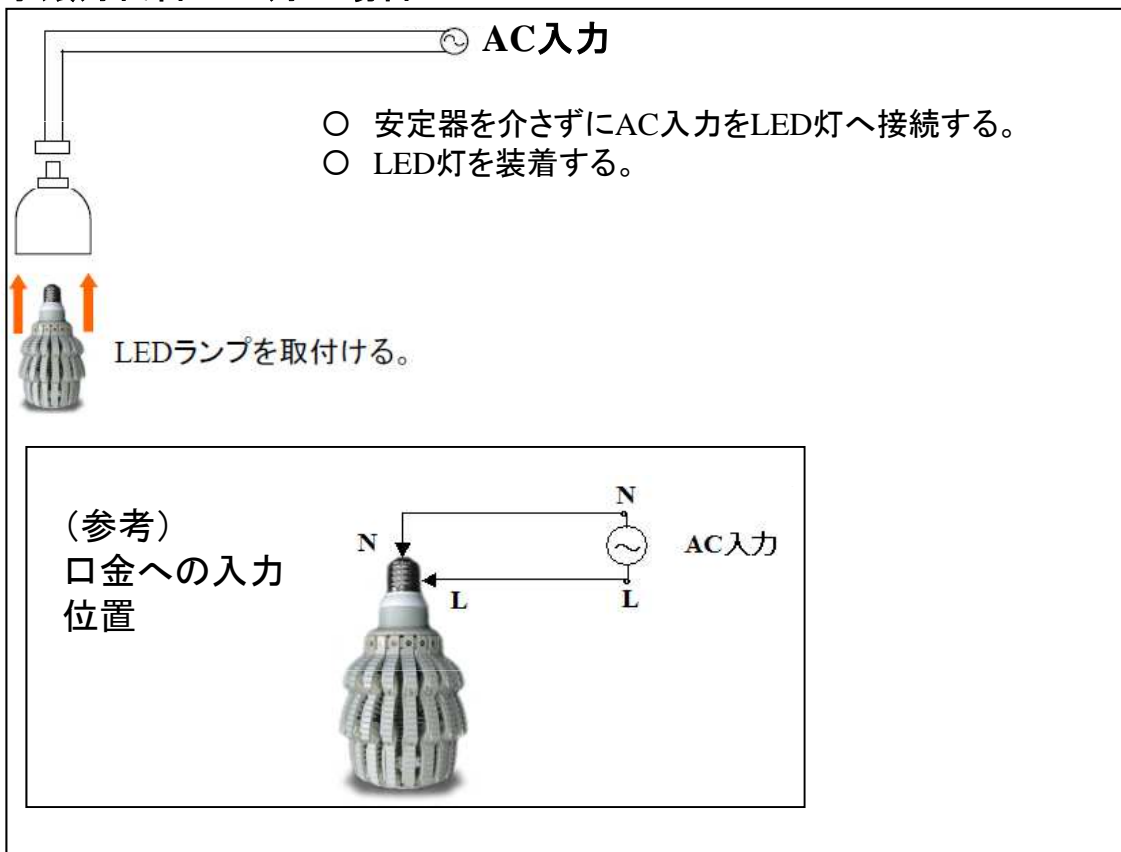 AC入力
○ 安定器を介さずにAC入力をLED灯へ接続する。
○ LED灯を装着する。
LEDランプを取付ける。
(参考)
口金への入力
位置
N
N
AC入力
L
L